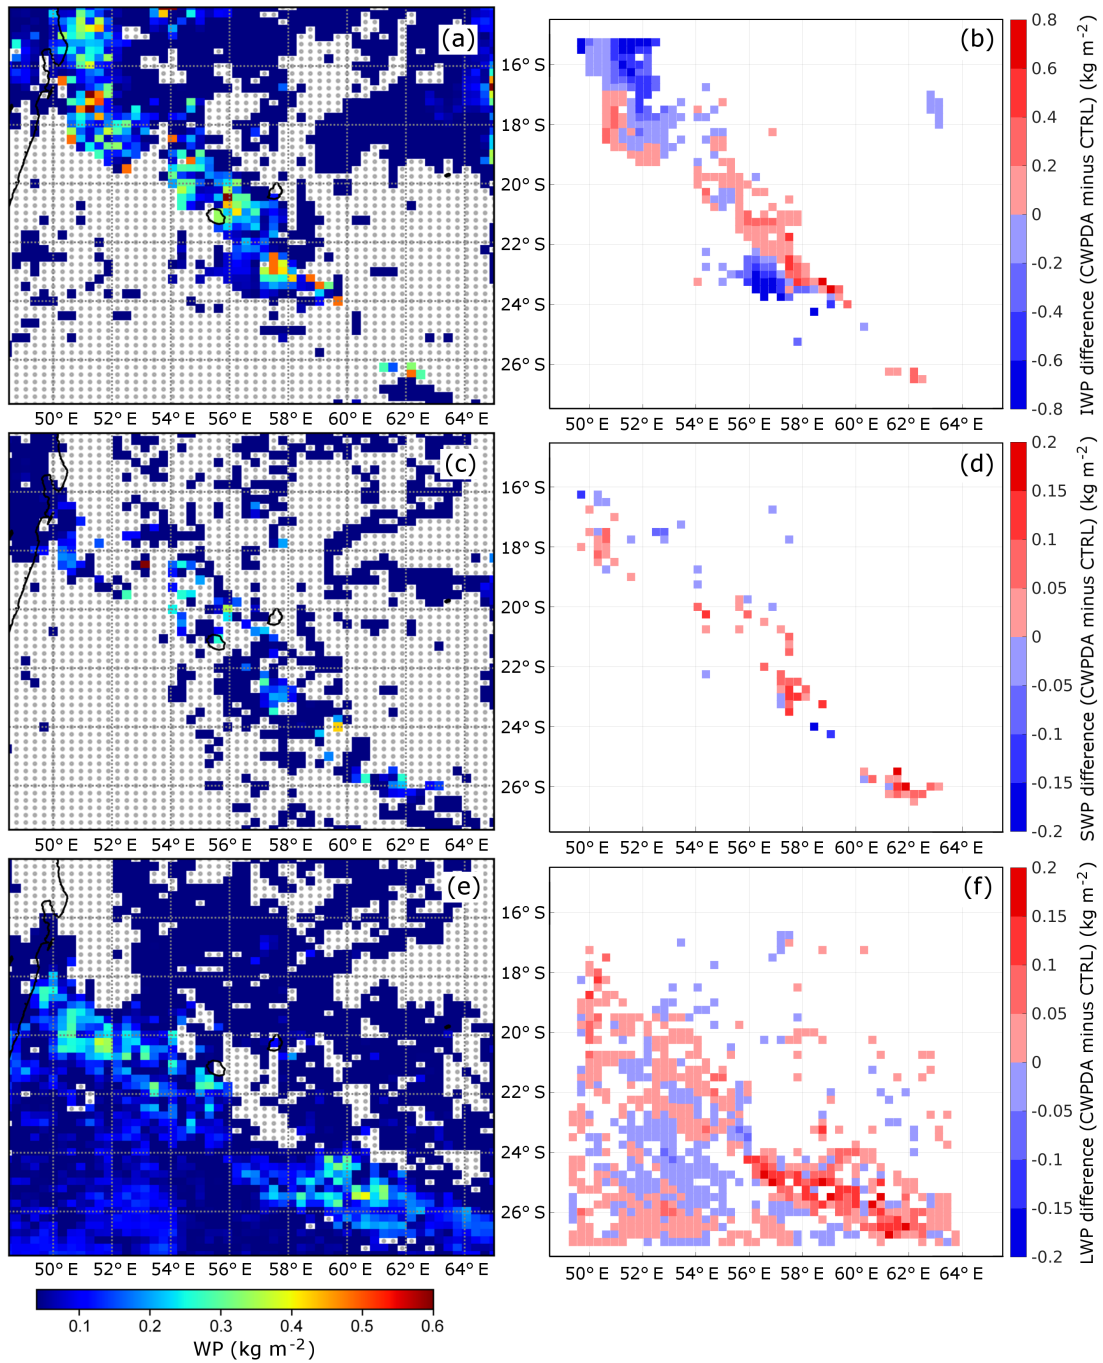 (a)
(b)
16° S
18° S
20° S
22° S
24° S
26° S
50° E 52° E 54° E 56° E 58° E 60° E 62° E 64° E
50° E 52° E 54° E 56° E 58° E 60° E 62° E 64° E
0.8
0.6
0.4
0.2
0
-0.2
-0.4
-0.6
-0.8
IWP difference (CWPDA minus CTRL) (kg m⁻²)
(c)
(d)
16° S
18° S
20° S
22° S
24° S
26° S
50° E 52° E 54° E 56° E 58° E 60° E 62° E 64° E
50° E 52° E 54° E 56° E 58° E 60° E 62° E 64° E
0.2
0.15
0.1
0.05
0
-0.05
-0.1
-0.15
-0.2
SWP difference (CWPDA minus CTRL) (kg m⁻²)
(e)
(f)
16° S
18° S
20° S
22° S
24° S
26° S
50° E 52° E 54° E 56° E 58° E 60° E 62° E 64° E
50° E 52° E 54° E 56° E 58° E 60° E 62° E 64° E
0.2
0.15
0.1
0.05
0
-0.05
-0.1
-0.15
-0.2
LWP difference (CWPDA minus CTRL) (kg m⁻²)
0.1 0.2 0.3 0.4 0.5 0.6
WP (kg m⁻²)